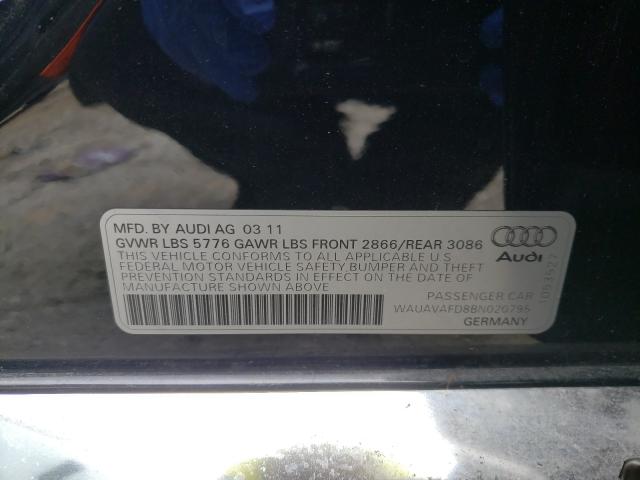 MFD. BY AUDI AG 03 11
GVWR LBS 5776 GAWR LBS FRONT 2866/REAR 3086
THIS VEHICLE CONFORMS TO ALL APPLICABLE U S
FEDERAL MOTOR VEHICLE SAFETY BUMPER AND THEFT
PREVENTION STANDARDS IN EFFECT ON THE DATE OF
MANUFACTURE SHOWN ABOVE
PASSENGER CAR
WAUAVAFD8BN020795
GERMANY
Audi
1053527